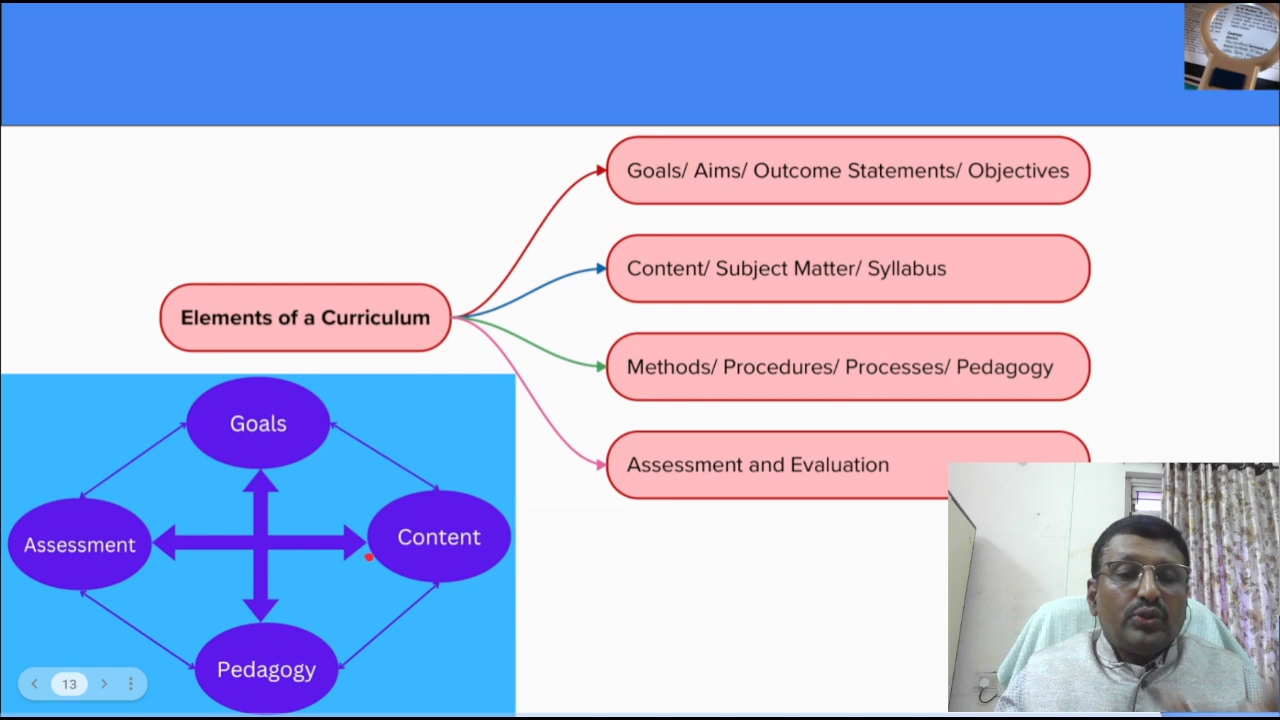 Goals/ Aims/ Outcome Statements/ Objectives
Content/ Subject Matter/ Syllabus
Elements of a Curriculum
Methods/ Procedures/ Processes/ Pedagogy
Assessment and Evaluation
Goals
Assessment
Content
Pedagogy
13